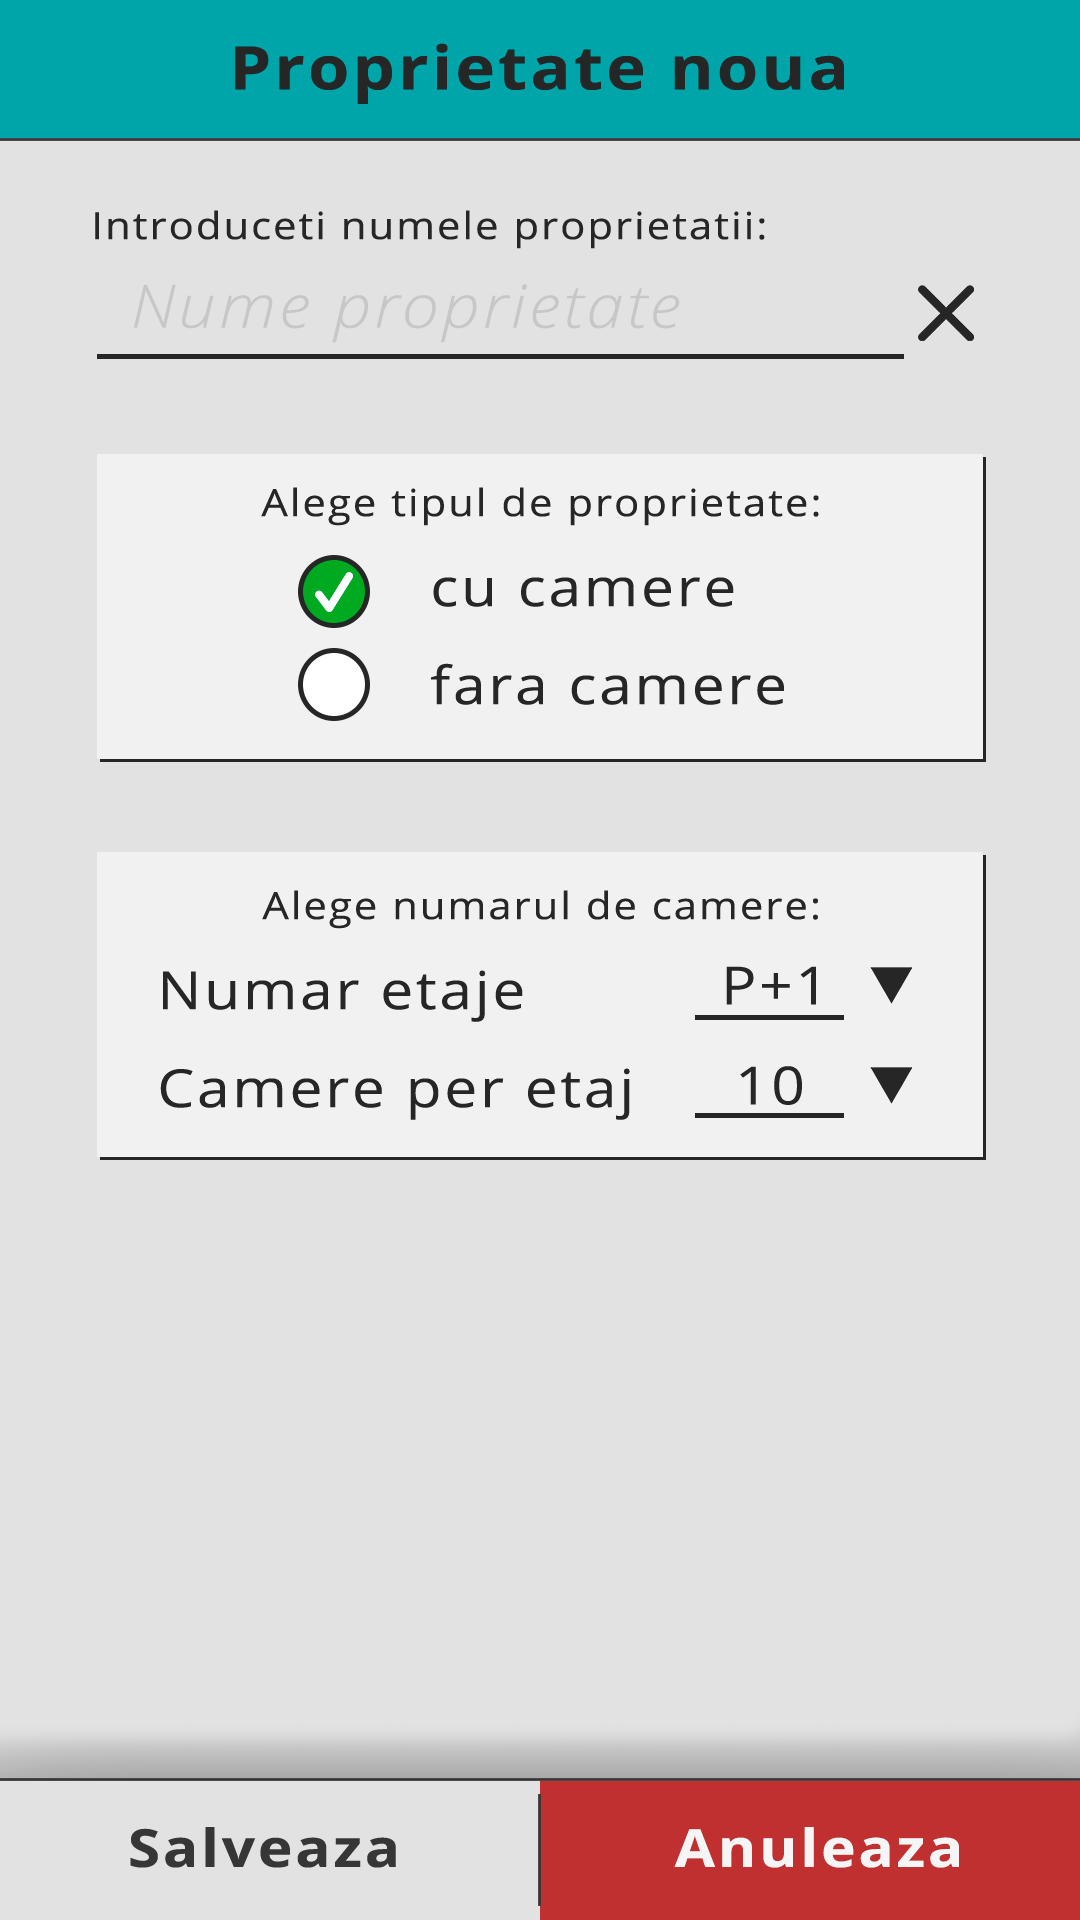 Proprietate noua
Introduceti numele proprietatii:
Nume proprietate
Alege tipul de proprietate:
cu camere
fara camere
Alege numarul de camere:
Numar etaje P+1
Camere per etaj 10
Salveaza Anuleaza